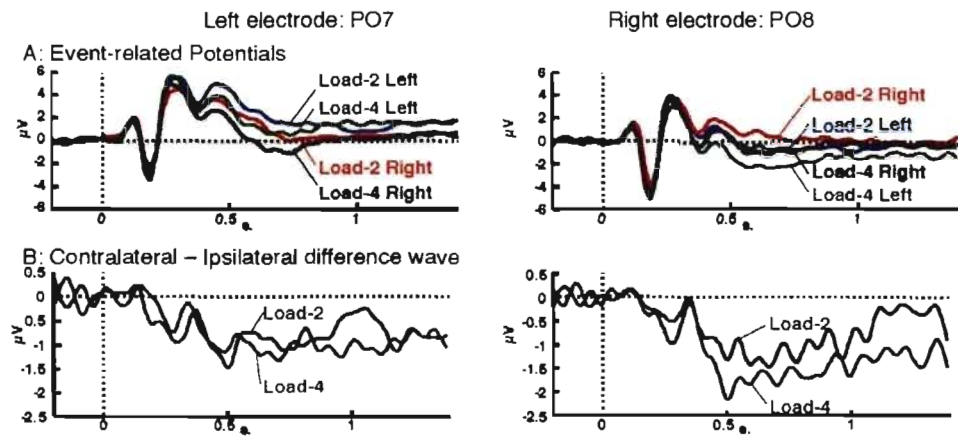 Left electrode: PO7
Right electrode: PO8
A: Event-related Potentials
6
4
2
0
-2
-4
-6
µV
0
0.5
1
s.
Load-2 Left
Load-4 Left
Load-2 Right
Load-4 Right
6
4
2
0
-2
-4
-6
µV
0
0.5
1
s.
Load-2 Right
Load-2 Left
Load-4 Right
Load-4 Left
B: Contralateral – Ipsilateral difference wave
0.5
0
-0.5
-1
-1.5
-2
-2.5
µV
0
0.5
1
s.
Load-2
Load-4
0.5
0
-0.5
-1
-1.5
-2
-2.5
µV
0
0.5
1
s.
Load-2
Load-4